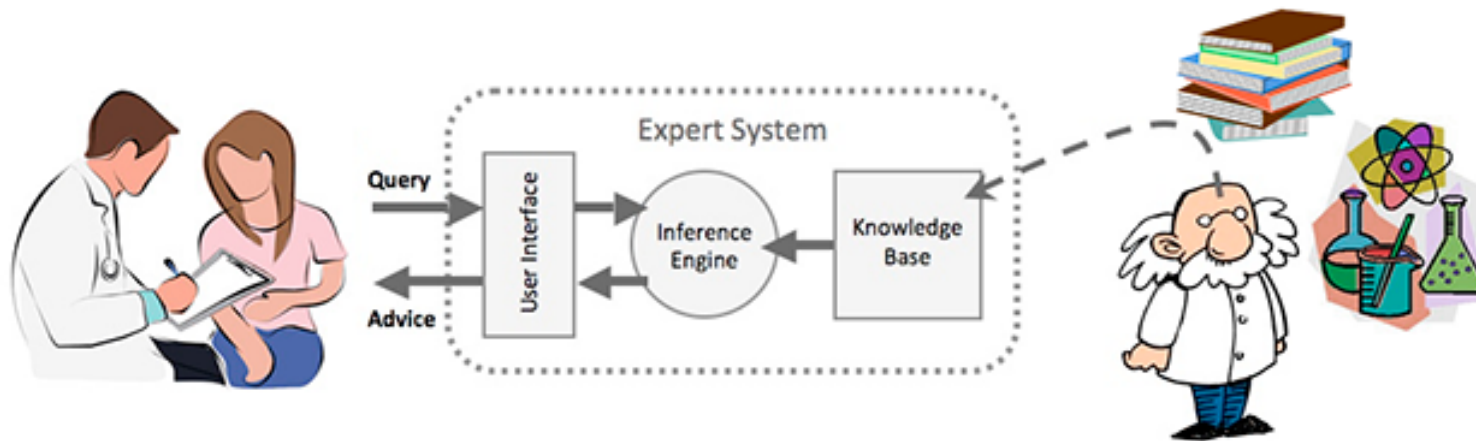 Expert System
Query
Advice
User Interface
Inference
Engine
Knowledge
Base